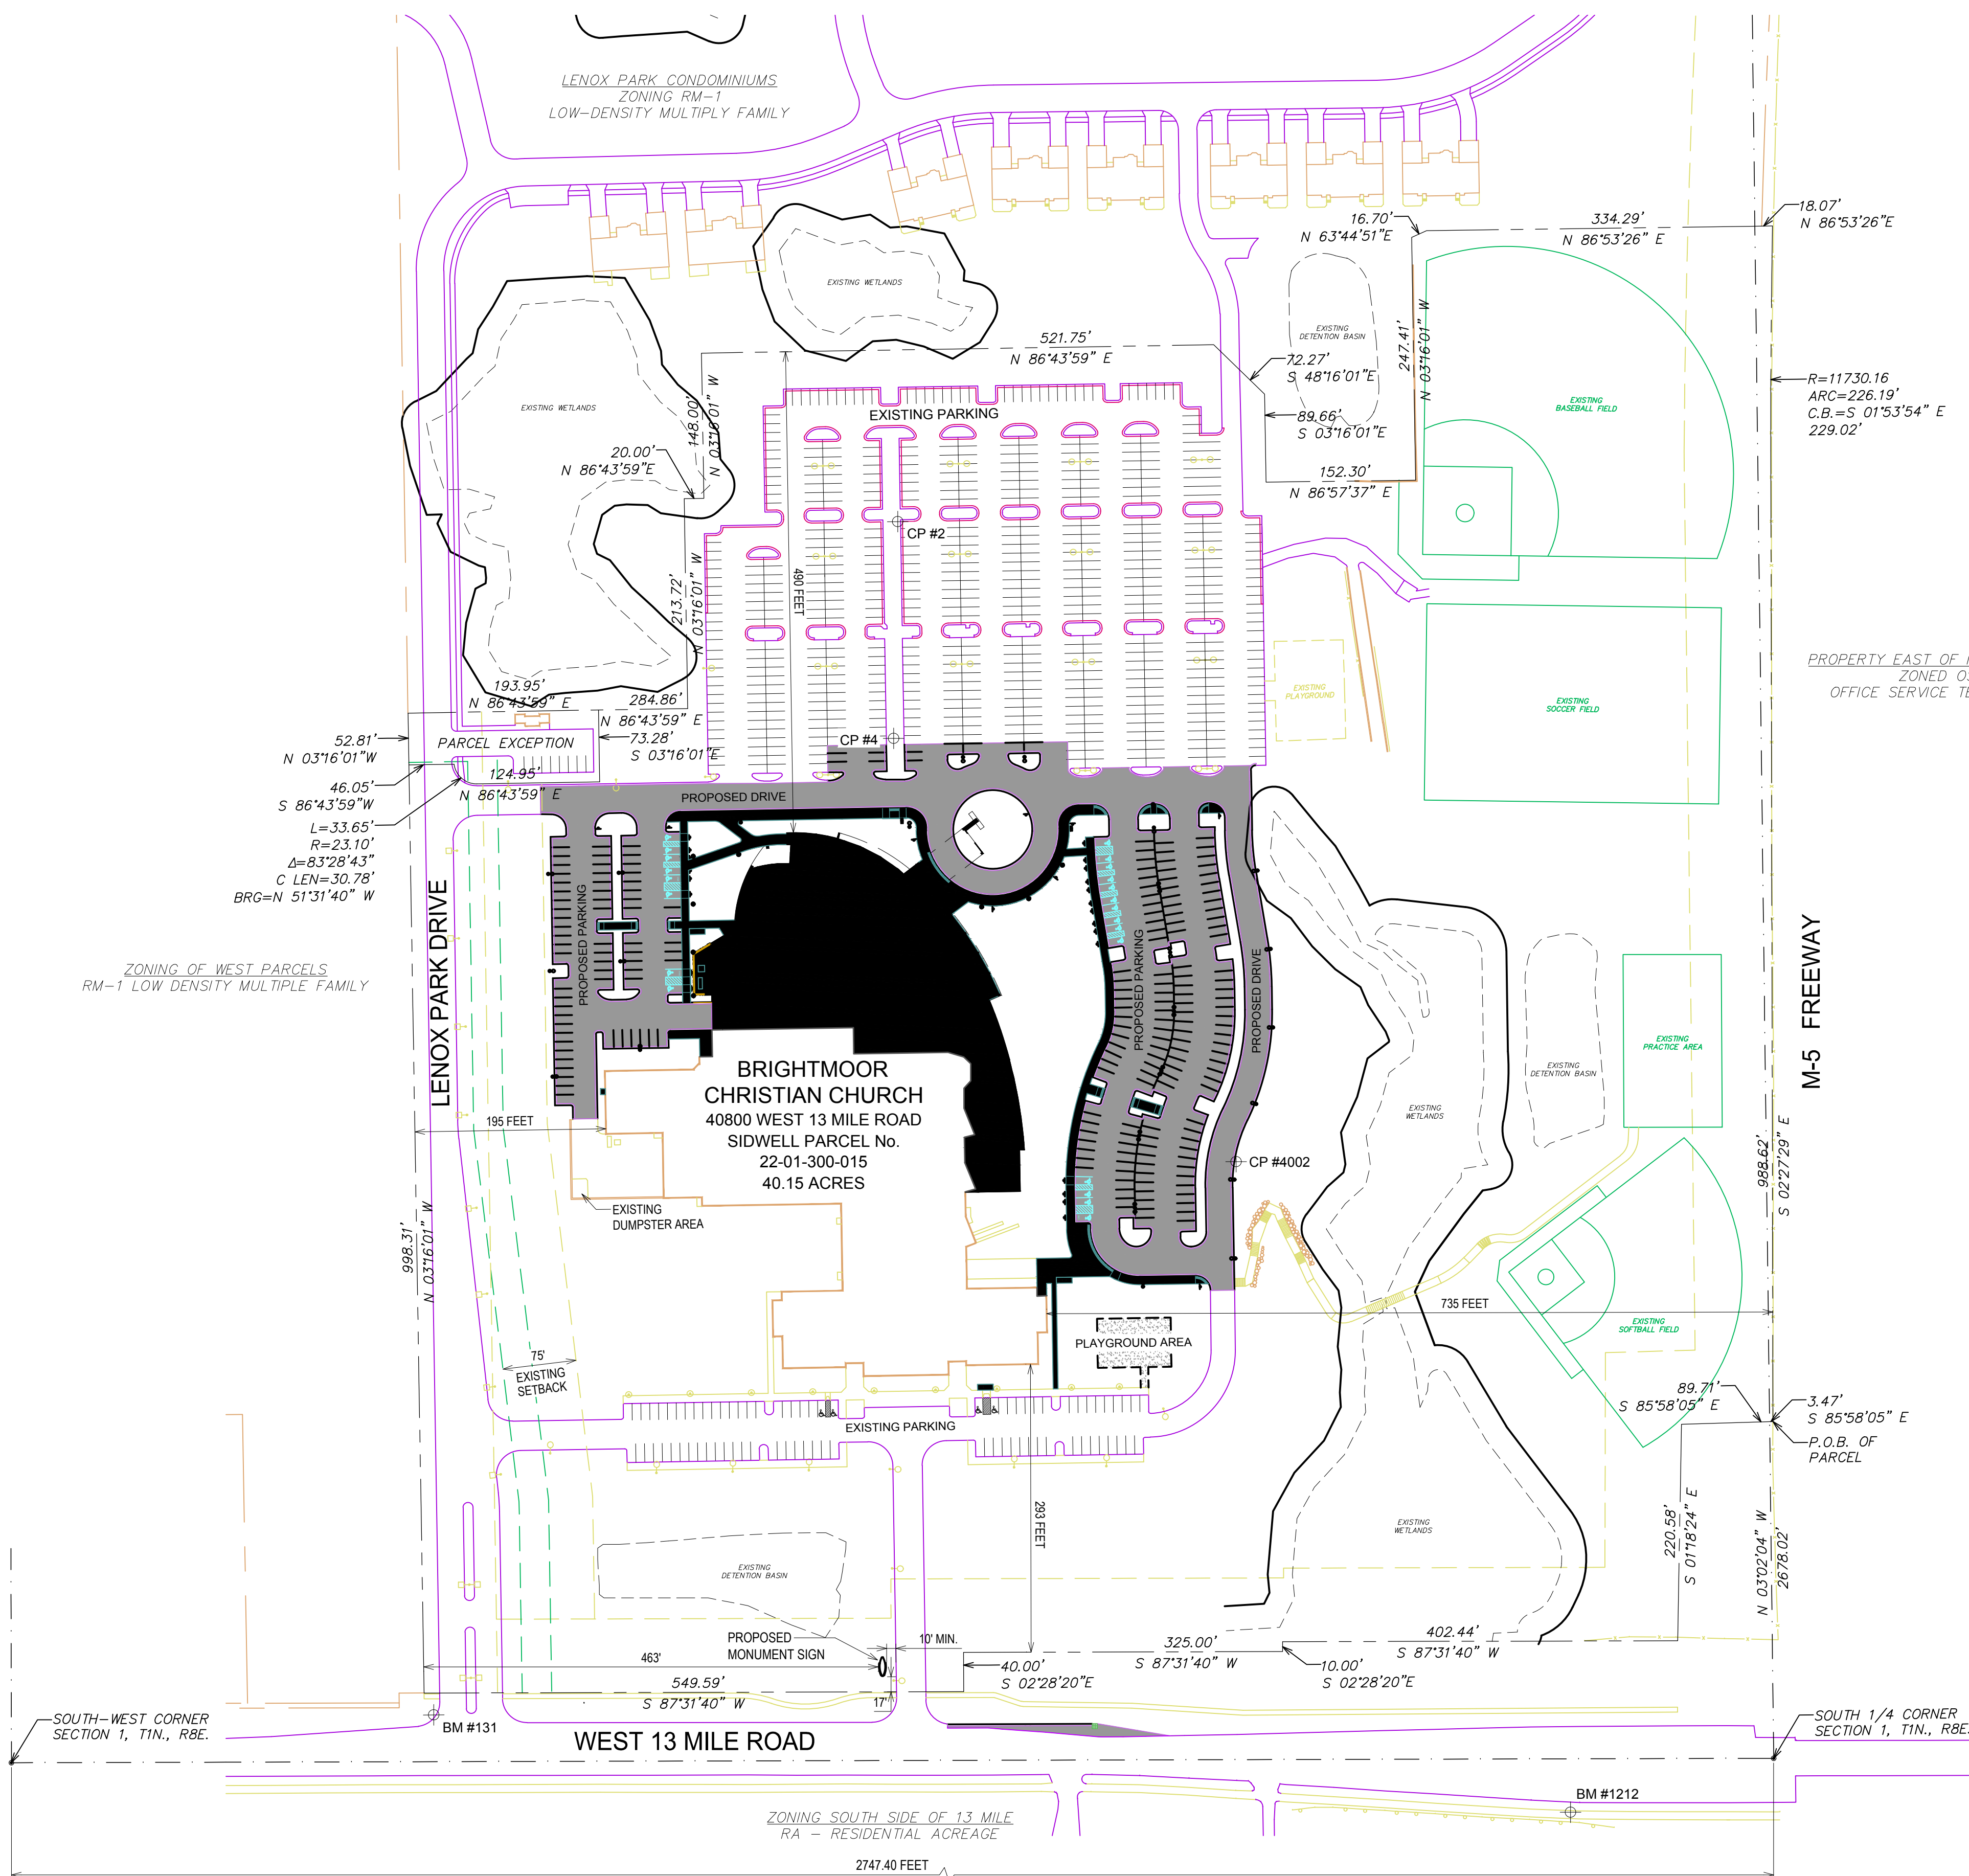 LENOX PARK CONDOMINIUMS
ZONING RM-1
LOW-DENSITY MULTIPLY FAMILY
EXISTING WETLANDS
16.70'
N 63°44'51"E
334.29'
N 86°53'26" E
18.07'
N 86°53'26"E
EXISTING
DETENTION BASIN
247.41'
N 03°16'01" W
521.75'
N 86°43'59" E
72.27'
S 48°16'01"E
89.66'
S 03°16'01"E
152.30'
N 86°57'37" E
R=11730.16
ARC=226.19'
C.B.=S 01°53'54" E
229.02'
EXISTING
BASEBALL FIELD
EXISTING WETLANDS
148.00'
N 03°16'01" W
20.00'
N 86°43'59"E
EXISTING PARKING
CP #2
490 FEET
213.72'
N 03°16'01" W
EXISTING
PLAYGROUND
EXISTING
SOCCER FIELD
PROPERTY EAST OF
ZONED
OFFICE SERVICE
193.95'
N 86°43'59" E
284.86'
N 86°43'59" E
73.28'
S 03°16'01"E
CP #4
PARCEL EXCEPTION
124.95'
N 86°43'59" E
52.81'
N 03°16'01"W
46.05'
S 86°43'59"W
L=33.65'
R=23.10'
Δ=83°28'43"
C LEN=30.78'
BRG=N 51°31'40" W
PROPOSED DRIVE
PROPOSED PARKING
PROPOSED PARKING
PROPOSED DRIVE
LENOX PARK DRIVE
ZONING OF WEST PARCELS
RM-1 LOW DENSITY MULTIPLE FAMILY
M-5 FREEWAY
EXISTING
PRACTICE AREA
EXISTING
DETENTION BASIN
EXISTING
WETLANDS
BRIGHTMOOR
CHRISTIAN CHURCH
40800 WEST 13 MILE ROAD
SIDWELL PARCEL No.
22-01-300-015
40.15 ACRES
195 FEET
CP #4002
EXISTING
DUMPSTER AREA
998.31'
N 03°16'01" W
988.62'
S 02°27'29" E
735 FEET
EXISTING
SOFTBALL FIELD
PLAYGROUND AREA
75'
EXISTING
SETBACK
EXISTING PARKING
89.71'
S 85°58'05" E
3.47'
S 85°58'05" E
P.O.B. OF
PARCEL
293 FEET
EXISTING
WETLANDS
220.58'
S 01°18'24" E
N 03°02'04" W
2678.02'
EXISTING
DETENTION BASIN
PROPOSED
MONUMENT SIGN
10' MIN.
463'
549.59'
S 87°31'40" W
17'
40.00'
S 02°28'20"E
325.00'
S 87°31'40" W
10.00'
S 02°28'20"E
402.44'
S 87°31'40" W
SOUTH-WEST CORNER
SECTION 1, T1N., R8E.
BM #131
WEST 13 MILE ROAD
SOUTH 1/4 CORNER
SECTION 1, T1N., R8E.
BM #1212
ZONING SOUTH SIDE OF 13 MILE
RA - RESIDENTIAL ACREAGE
2747.40 FEET